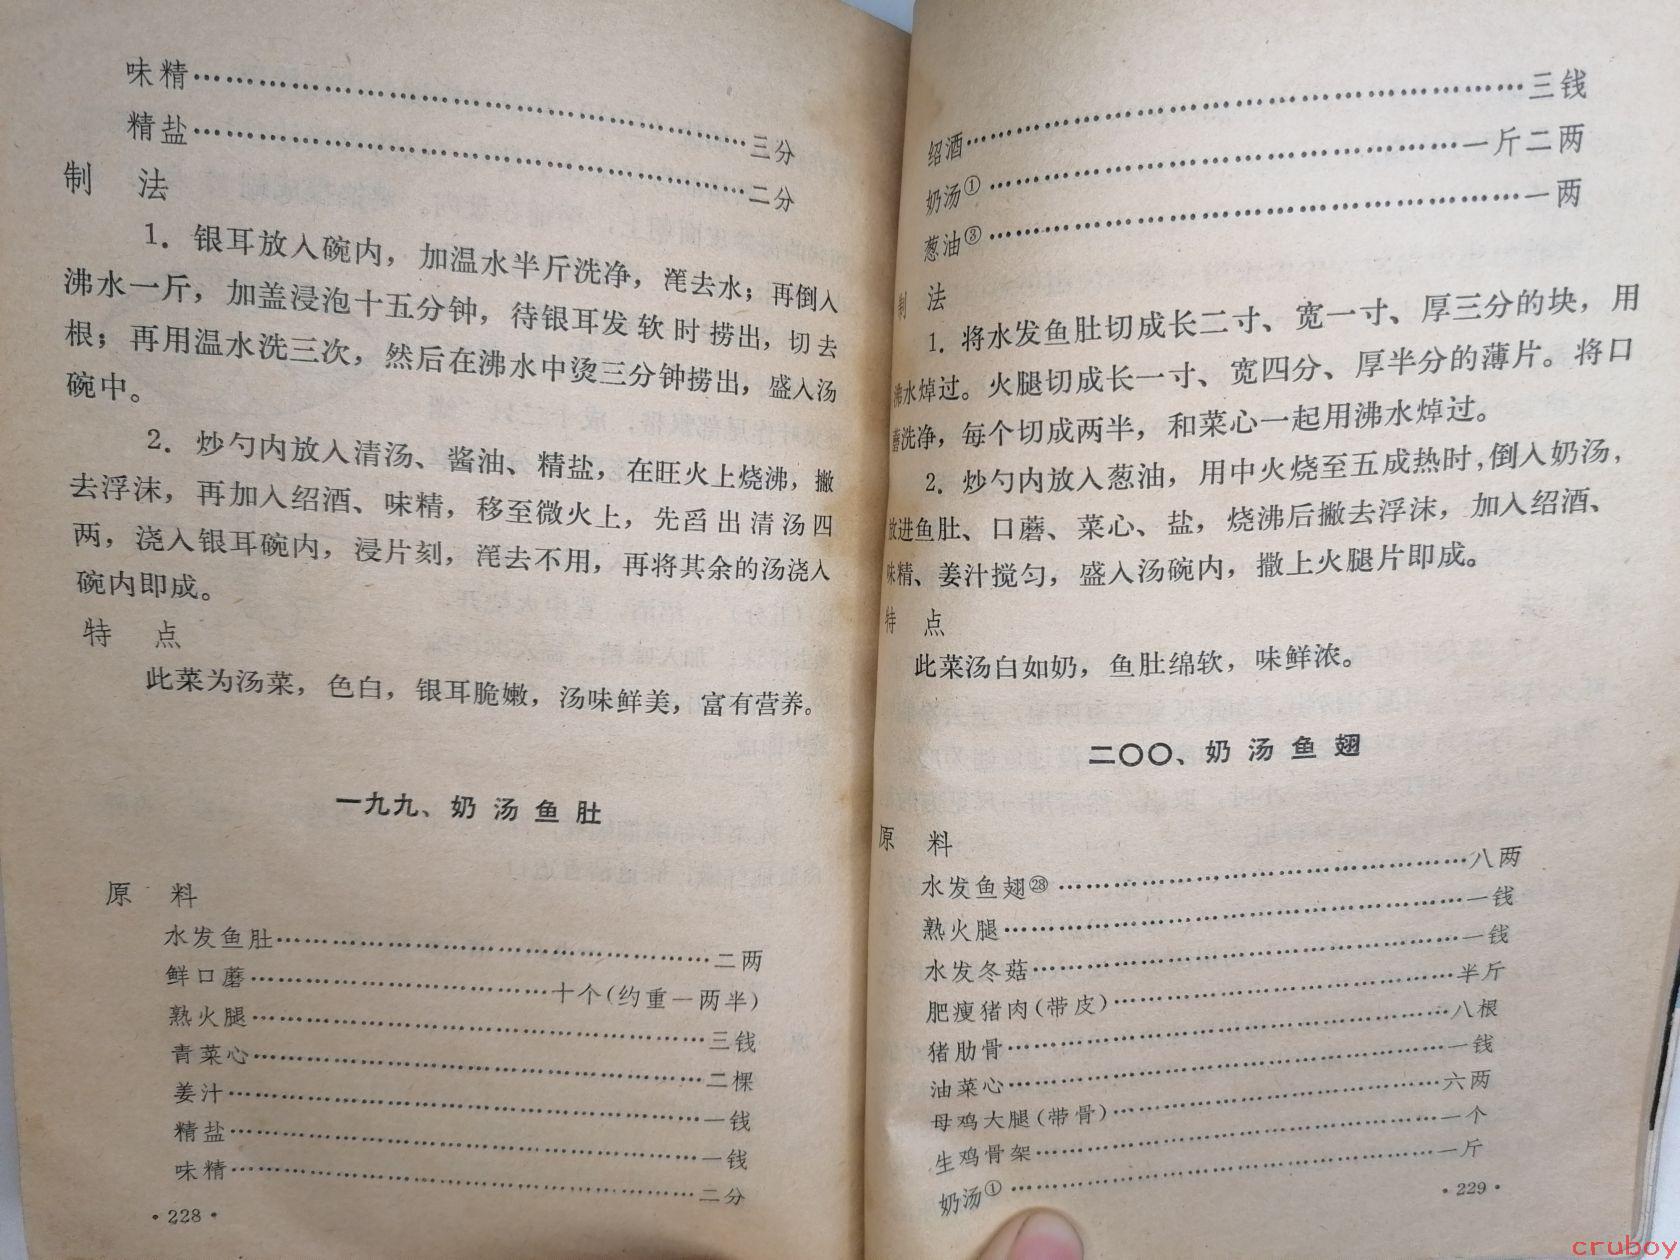 味精……三分
精盐……二分
制 法
1. 银耳放入碗内，加温水半斤洗净，滗去水；再倒入
沸水一斤，加盖浸泡十五分钟，待银耳发软时捞出，切去
根；再用温水洗三次，然后在沸水中烫三分钟捞出，盛入汤
碗中。
2. 炒勺内放入清汤、酱油、精盐，在旺火上烧沸，撇
去浮沫，再加入绍酒、味精，移至微火上，先舀出清汤四
两，浇入银耳碗内，浸片刻，滗去不用，再将其余的汤浇入
碗内即成。
特 点
此菜为汤菜，色白，银耳脆嫩，汤味鲜美，富有营养。
一九九、奶汤鱼肚
原 料
水发鱼肚……二两
鲜口蘑……十个(约重一两半)
熟火腿……三钱
青菜心……二棵
姜汁……一钱
精盐……一钱
味精……二分
·228·
绍酒……三钱
奶汤①……一斤二两
葱油③……一两
制 法
1. 将水发鱼肚切成长二寸、宽一寸、厚三分的块，用
沸水焯过。火腿切成长一寸、宽四分、厚半分的薄片。将口
蘑洗净，每个切成两半，和菜心一起用沸水焯过。
2. 炒勺内放入葱油，用中火烧至五成热时，倒入奶汤，
放进鱼肚、口蘑、菜心、盐，烧沸后撇去浮沫，加入绍酒、
味精、姜汁搅匀，盛入汤碗内，撒上火腿片即成。
特 点
此菜汤白如奶，鱼肚绵软，味鲜浓。
二〇〇、奶汤鱼翅
原 料
水发鱼翅㉘……八两
熟火腿……一钱
水发冬菇……一钱
肥瘦猪肉(带皮)……半斤
猪肋骨……八根
油菜心……一钱
母鸡大腿(带骨)……六两
生鸡骨架……一个
奶汤①……一斤
·229·
cruboy